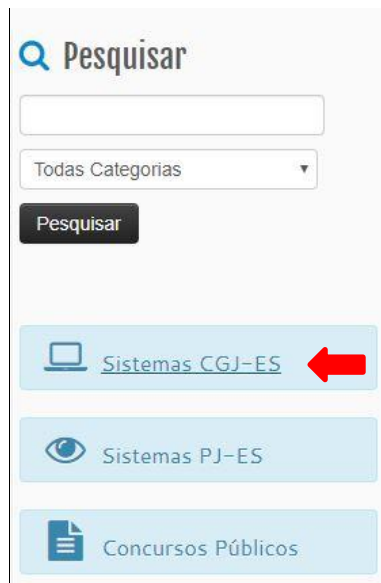 Pesquisar
Todas Categorias
Pesquisar
Sistemas CGJ-ES
Sistemas PJ-ES
Concursos Públicos